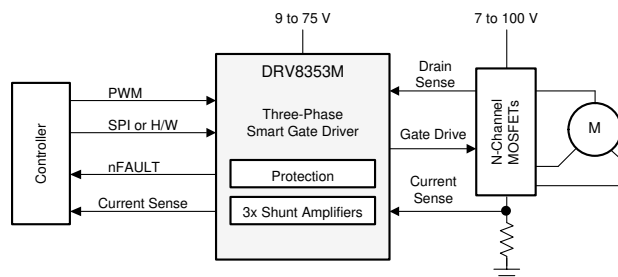 9 to 75 V
7 to 100 V
DRV8353M
Three-Phase
Smart Gate Driver
Protection
3x Shunt Amplifiers
Controller
PWM
SPI or H/W
nFAULT
Current Sense
Drain
Sense
Gate Drive
Current
Sense
N-Channel
MOSFETs
M